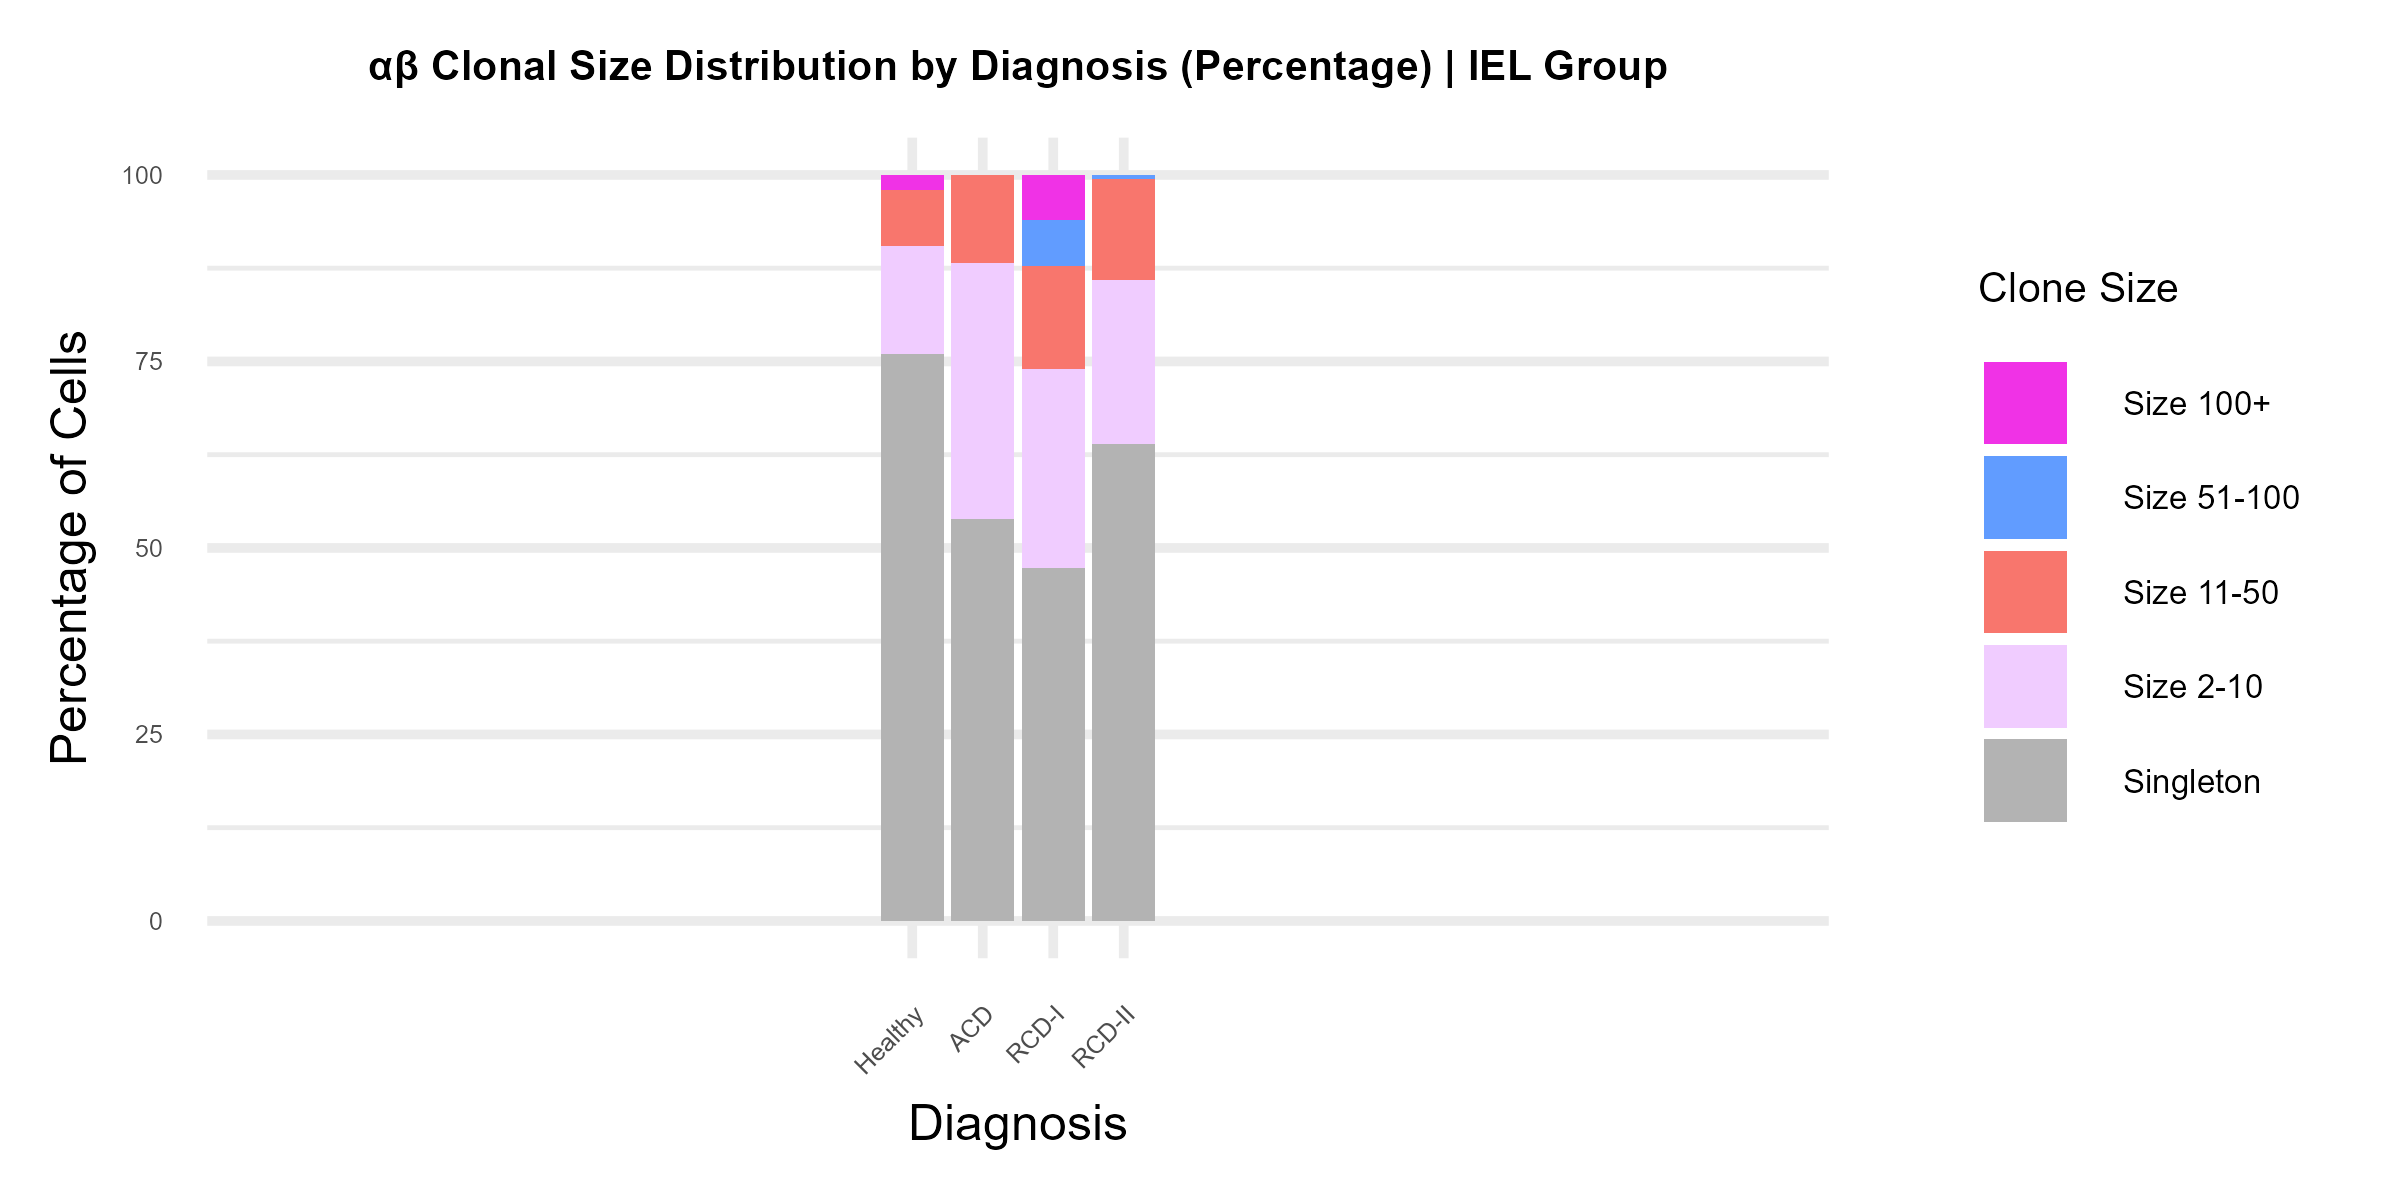 αβ Clonal Size Distribution by Diagnosis (Percentage) | IEL Group
Percentage of Cells
100
75
50
25
0
Healthy
ACD
RCD-I
RCD-II
Diagnosis
Clone Size
Size 100+
Size 51-100
Size 11-50
Size 2-10
Singleton